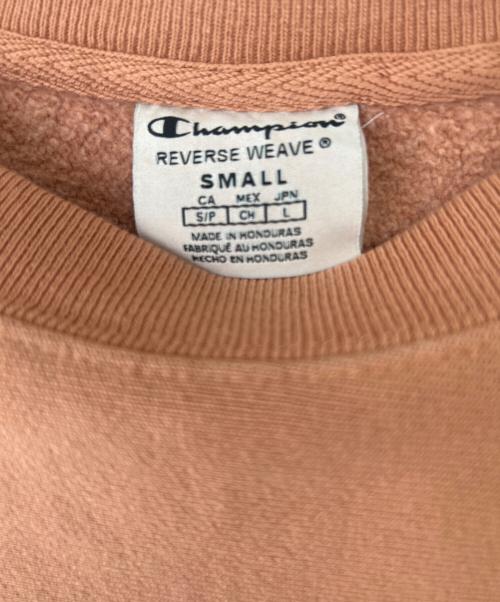 Champion®
REVERSE WEAVE®
SMALL
CA MEX JPN
S/P CH L
MADE IN HONDURAS
FABRIQUÉ AU HONDURAS
HECHO EN HONDURAS